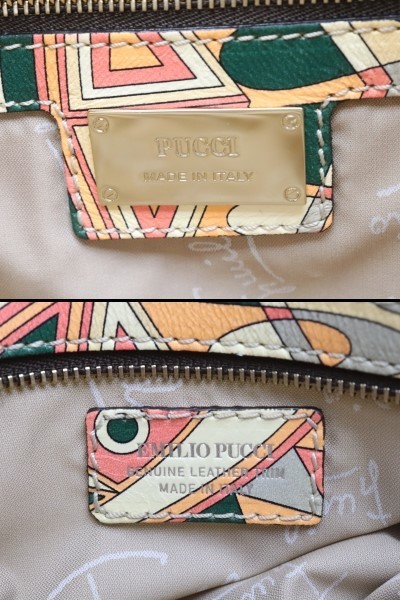 PUCCI
MADE IN ITALY
EMILIO PUCCI
GENUINE LEATHER TRIM
MADE IN ITALY